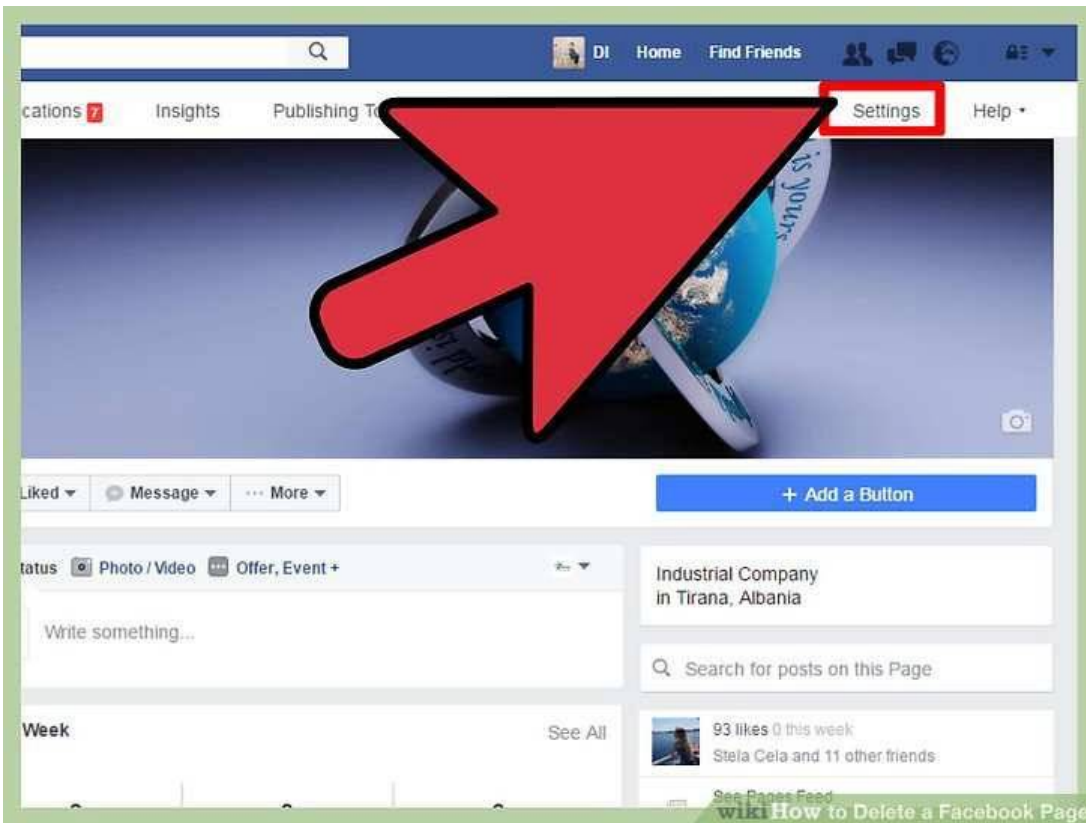 DI Home Find Friends
cations 7 Insights Publishing To Settings Help
is yours
Liked Message More
+ Add a Button
tatus Photo / Video Offer, Event +
Industrial Company
in Tirana, Albania
Write something...
Search for posts on this Page
Week See All
93 likes 0 this week
Stela Cela and 11 other friends
See Pages Feed
wikiHow to Delete a Facebook Page